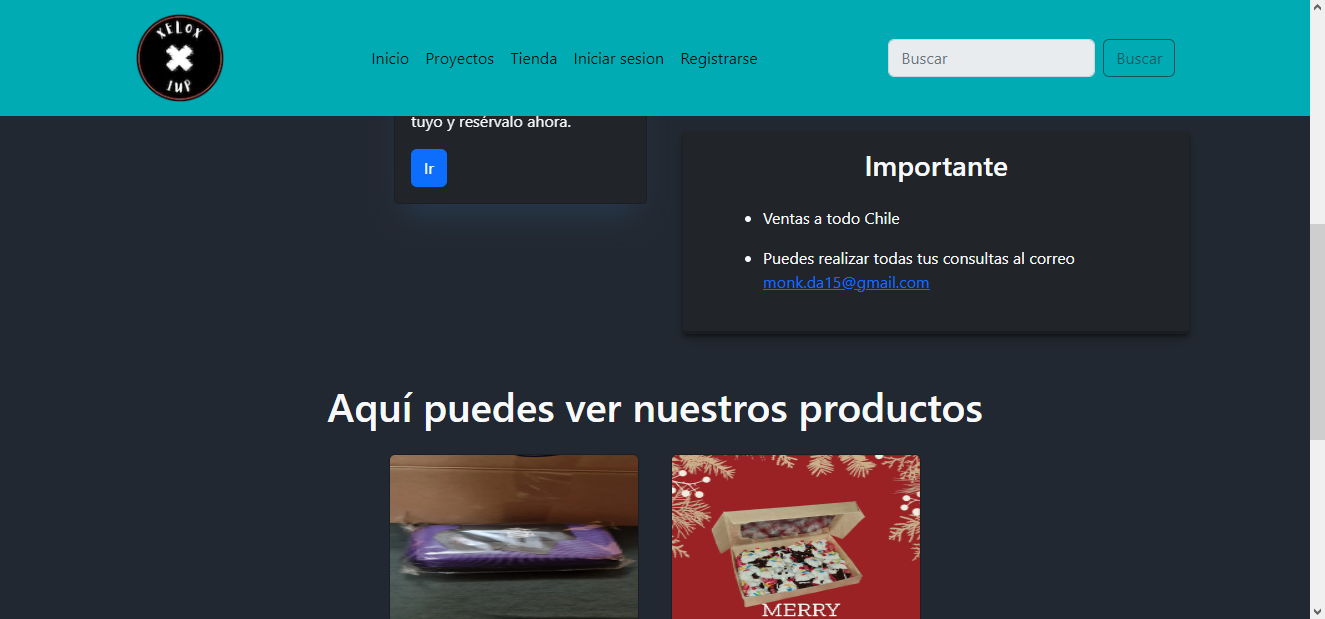 XELOX
1UP
Inicio
Proyectos
Tienda
Iniciar sesion
Registrarse
Buscar
Buscar
tuyo y resérvalo ahora.
Ir
Importante
Ventas a todo Chile
Puedes realizar todas tus consultas al correo
monk.da15@gmail.com
Aquí puedes ver nuestros productos
MERRY